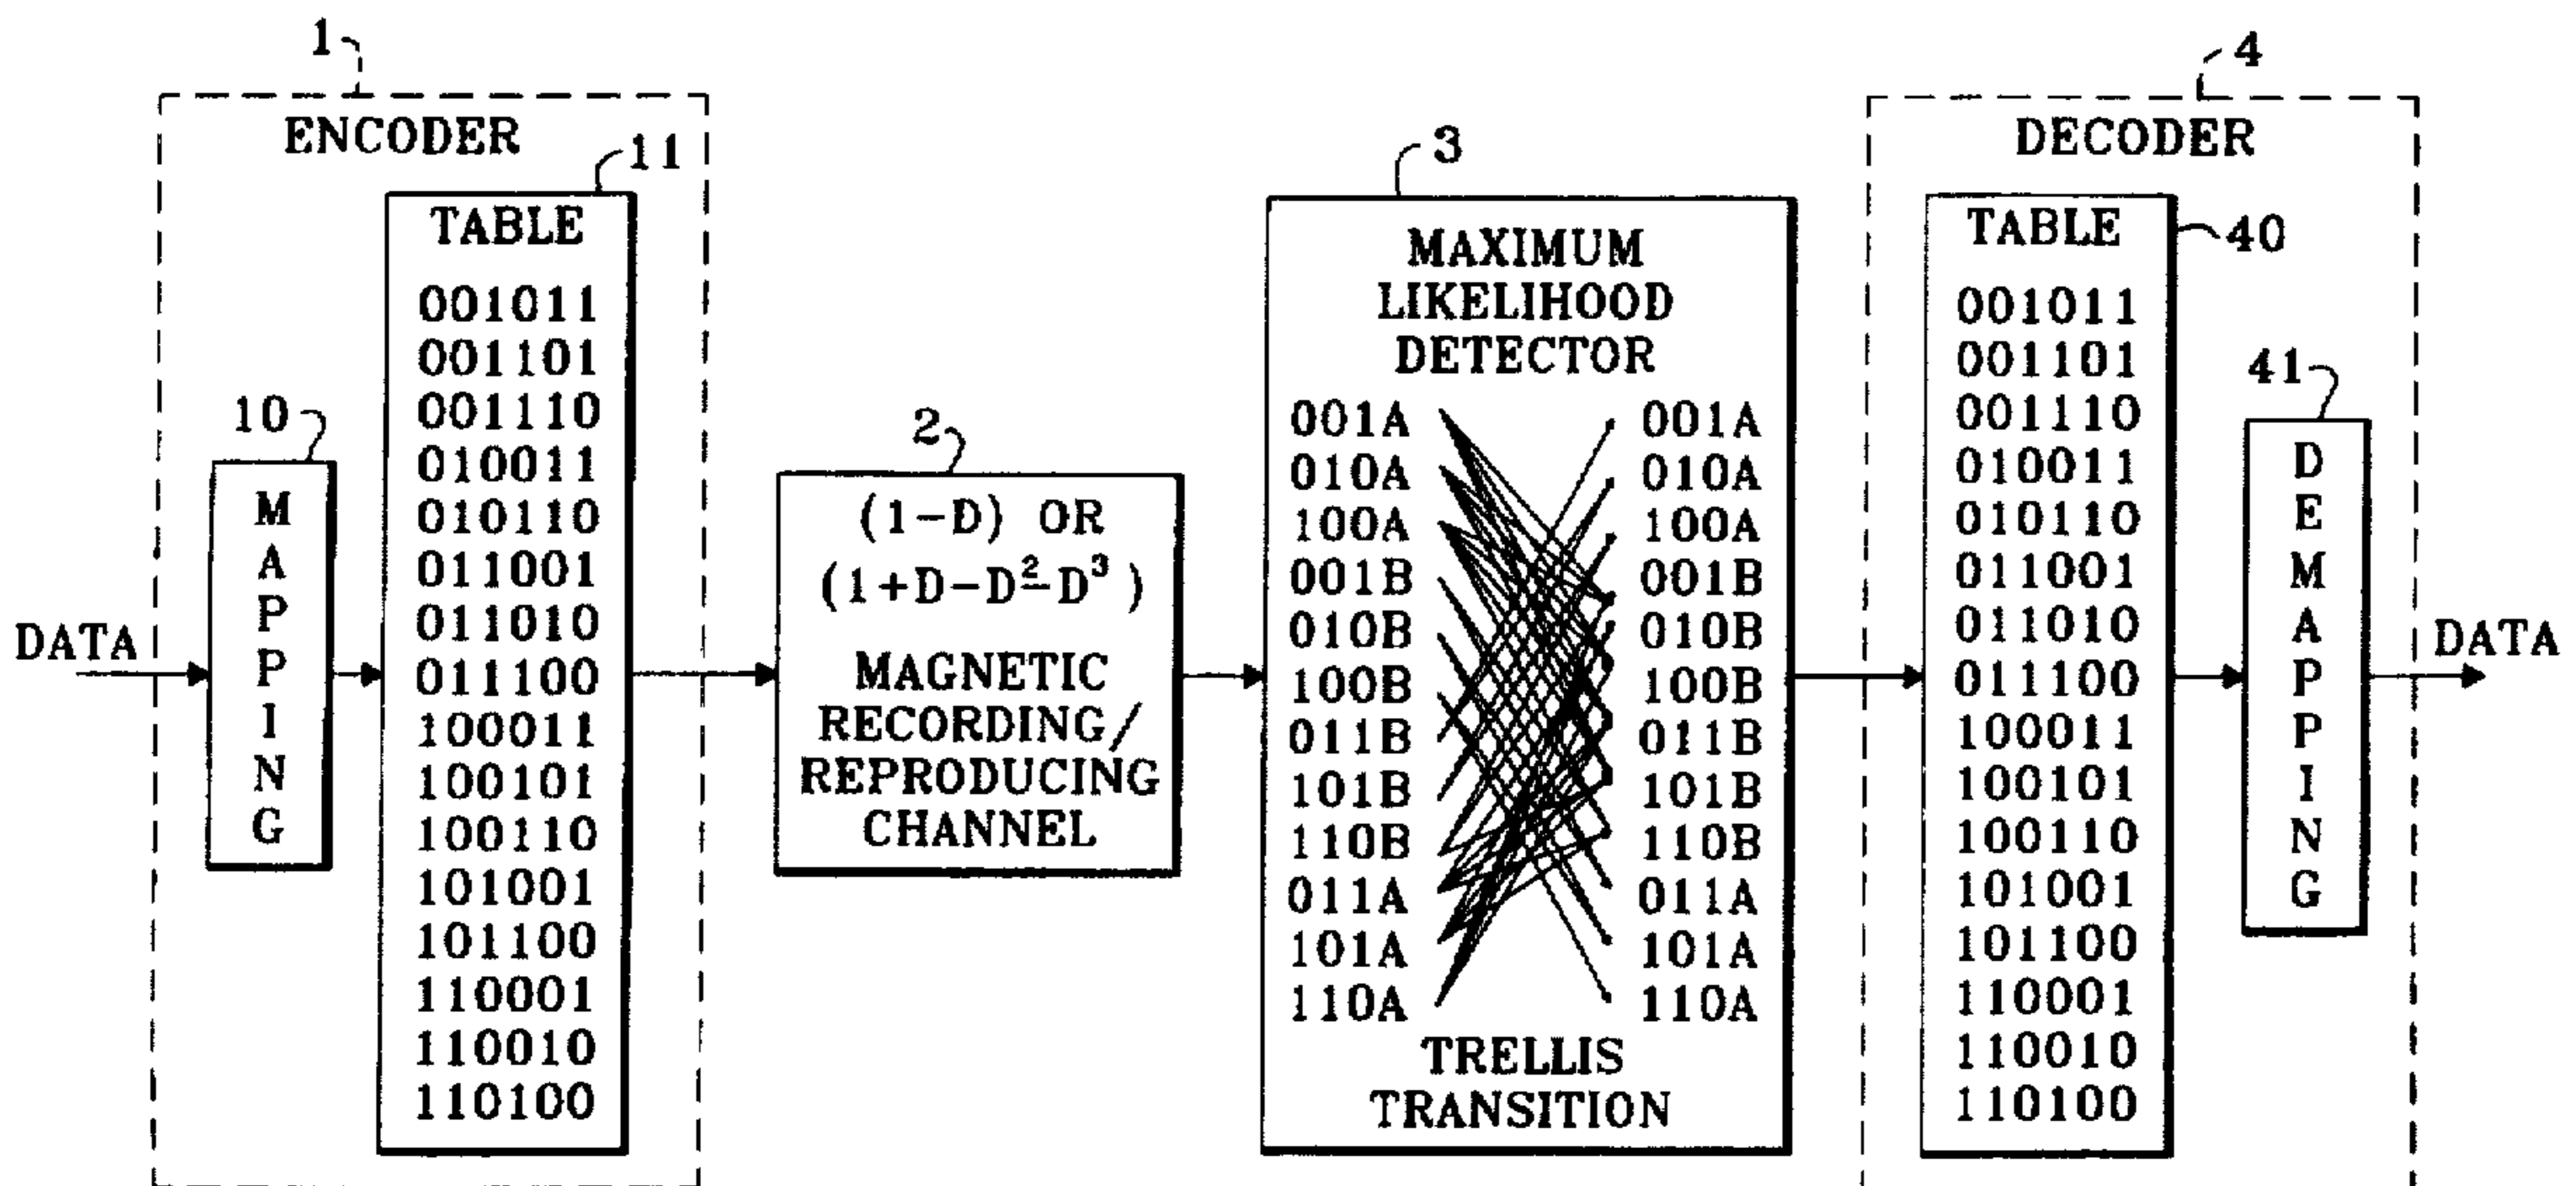 1
ENCODER
11
TABLE
001011
001101
001110
010011
010110
011001
011010
011100
100011
100101
100110
101001
101100
110001
110010
110100
10
MAPPING
DATA
2
(1-D) OR
(1+D-D²-D³)
MAGNETIC
RECORDING/
REPRODUCING
CHANNEL
3
MAXIMUM
LIKELIHOOD
DETECTOR
001A 001A
010A 010A
100A 100A
001B 001B
010B 010B
100B 100B
011B 011B
101B 101B
110B 110B
011A 011A
101A 101A
110A 110A
TRELLIS
TRANSITION
4
DECODER
TABLE
40
001011
001101
001110
010011
010110
011001
011010
011100
100011
100101
100110
101001
101100
110001
110010
110100
41
DEMAPPING
DATA